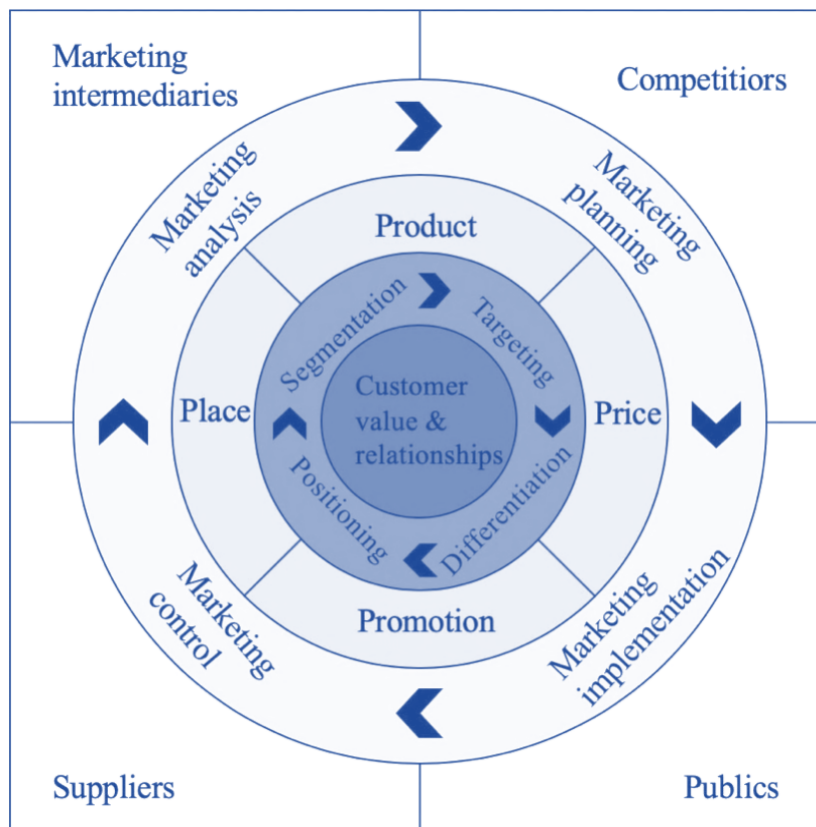 Marketing
intermediaries
Competitiors
Marketing
analysis
Marketing
planning
Product
Segmentation
Targeting
Place
Customer
value &
relationships
Price
Positioning
Differentiation
Promotion
Marketing
control
Marketing
implementation
Suppliers
Publics